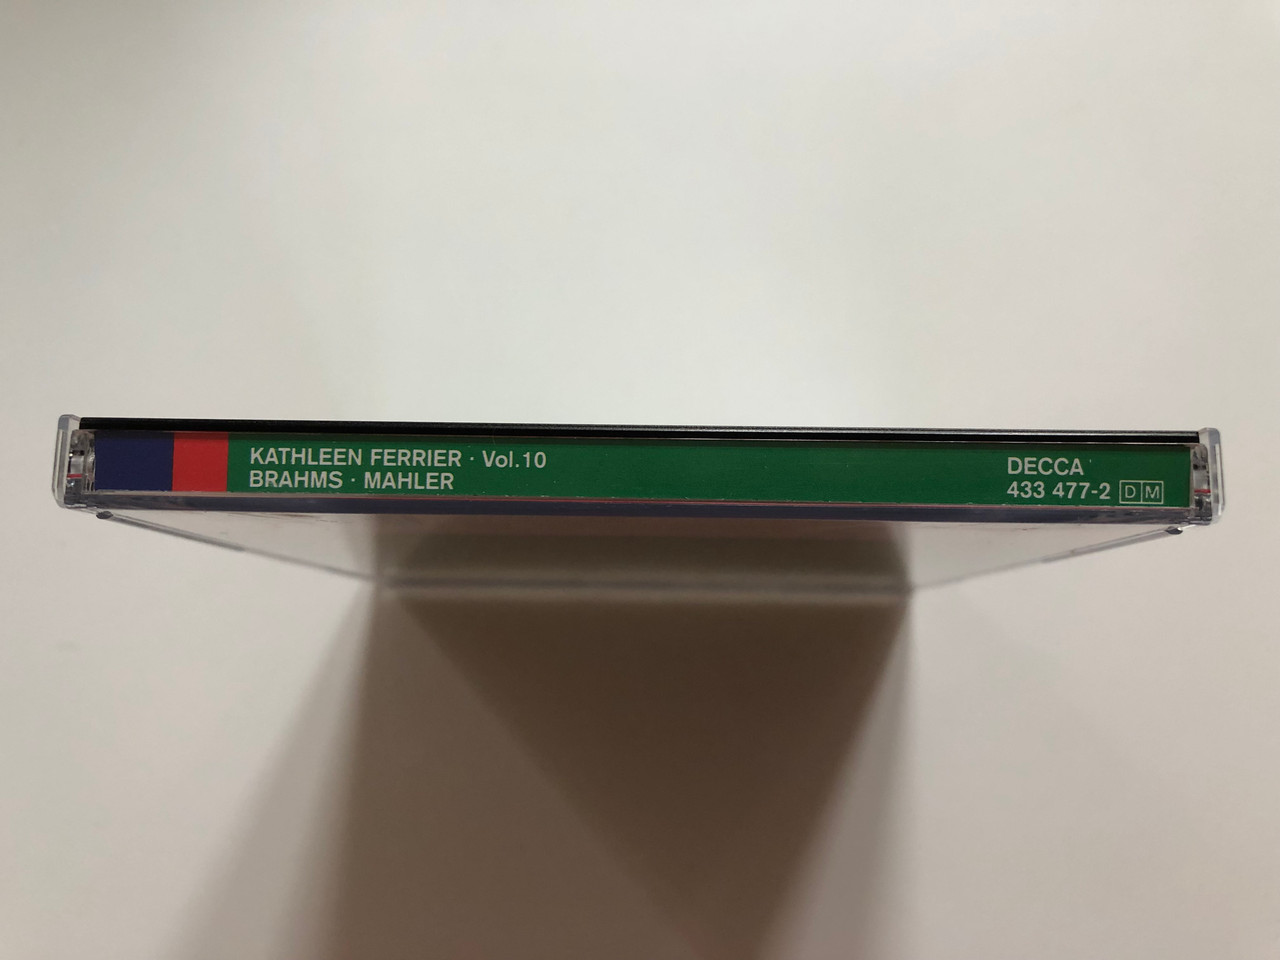 KATHLEEN FERRIER · Vol.10
BRAHMS · MAHLER
DECCA
433 477-2 DM